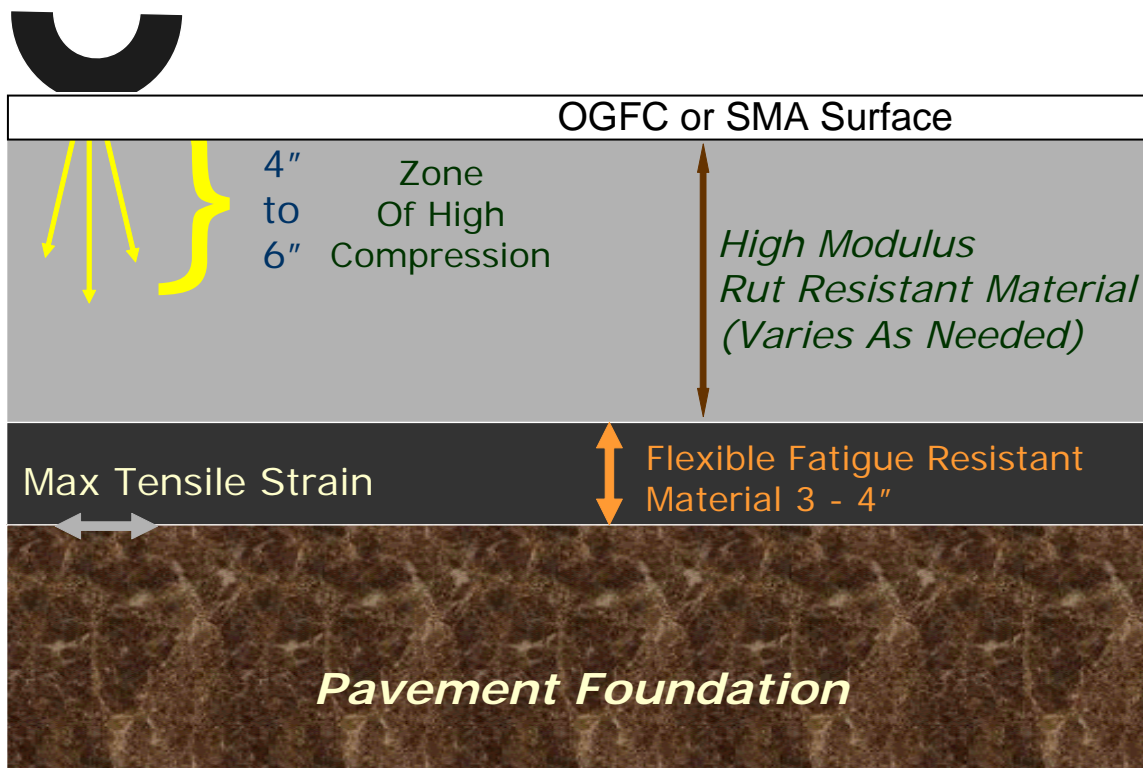 OGFC or SMA Surface
4″
to
6″
Zone
Of High
Compression
High Modulus
Rut Resistant Material
(Varies As Needed)
Max Tensile Strain
Flexible Fatigue Resistant
Material 3 - 4″
Pavement Foundation